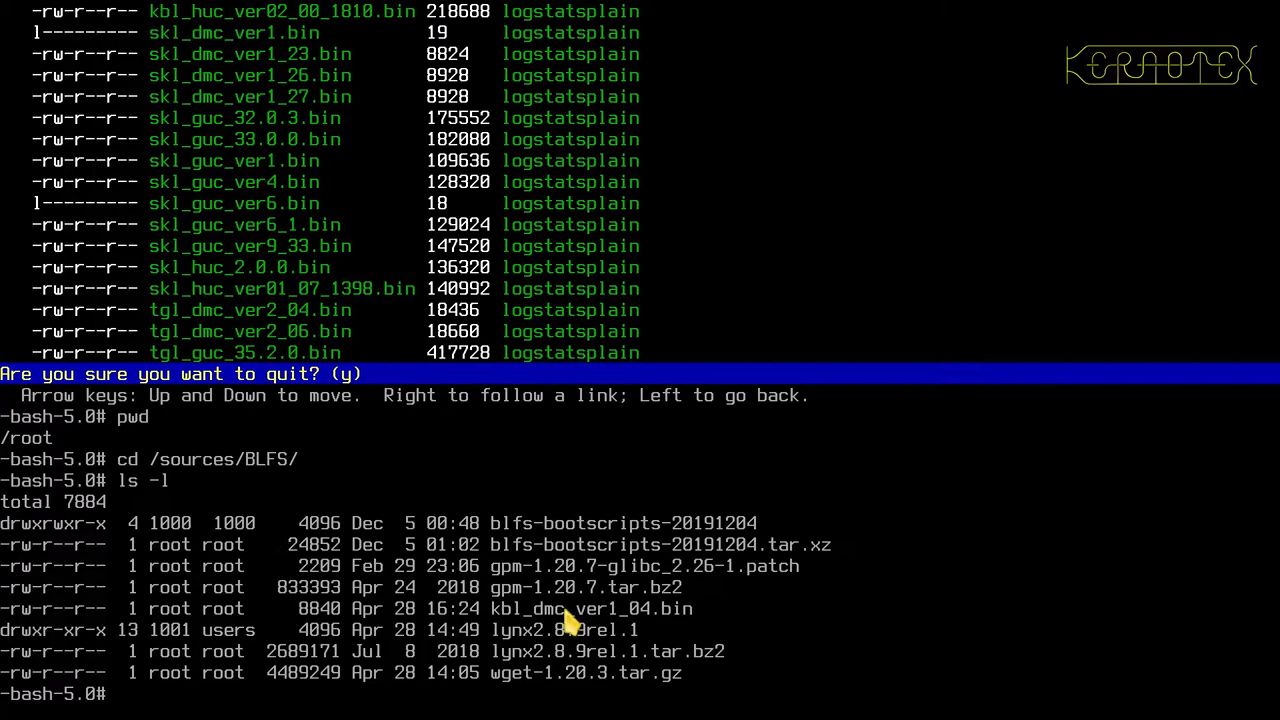 -rw-r--r-- kbl_huc_ver02_00_1810.bin 218688 logstatsplain
l--------- skl_dmc_ver1.bin 19 logstatsplain
-rw-r--r-- skl_dmc_ver1_23.bin 8824 logstatsplain
-rw-r--r-- skl_dmc_ver1_26.bin 8928 logstatsplain
-rw-r--r-- skl_dmc_ver1_27.bin 8928 logstatsplain
-rw-r--r-- skl_guc_32.0.3.bin 175552 logstatsplain
-rw-r--r-- skl_guc_33.0.0.bin 182080 logstatsplain
-rw-r--r-- skl_guc_ver1.bin 109636 logstatsplain
-rw-r--r-- skl_guc_ver4.bin 128320 logstatsplain
l--------- skl_guc_ver6.bin 18 logstatsplain
-rw-r--r-- skl_guc_ver6_1.bin 129024 logstatsplain
-rw-r--r-- skl_guc_ver9_33.bin 147520 logstatsplain
-rw-r--r-- skl_huc_2.0.0.bin 136320 logstatsplain
-rw-r--r-- skl_huc_ver01_07_1398.bin 140992 logstatsplain
-rw-r--r-- tgl_dmc_ver2_04.bin 18436 logstatsplain
-rw-r--r-- tgl_dmc_ver2_06.bin 18660 logstatsplain
-rw-r--r-- tgl_guc_35.2.0.bin 417728 logstatsplain
Are you sure you want to quit? (y)
Arrow keys: Up and Down to move.  Right to follow a link; Left to go back.
-bash-5.0# pwd
/root
-bash-5.0# cd /sources/BLFS/
-bash-5.0# ls -l
total 7884
drwxrwxr-x  4 1000  1000    4096 Dec  5 00:48 blfs-bootscripts-20191204
-rw-r--r--  1 root root    24852 Dec  5 01:02 blfs-bootscripts-20191204.tar.xz
-rw-r--r--  1 root root     2209 Feb 29 23:06 gpm-1.20.7-glibc_2.26-1.patch
-rw-r--r--  1 root root   833393 Apr 24  2018 gpm-1.20.7.tar.bz2
-rw-r--r--  1 root root     8840 Apr 28 16:24 kbl_dmc_ver1_04.bin
drwxr-xr-x 13 1001 users    4096 Apr 28 14:49 lynx2.8.9rel.1
-rw-r--r--  1 root root  2689171 Jul  8  2018 lynx2.8.9rel.1.tar.bz2
-rw-r--r--  1 root root  4489249 Apr 28 14:05 wget-1.20.3.tar.gz
-bash-5.0#